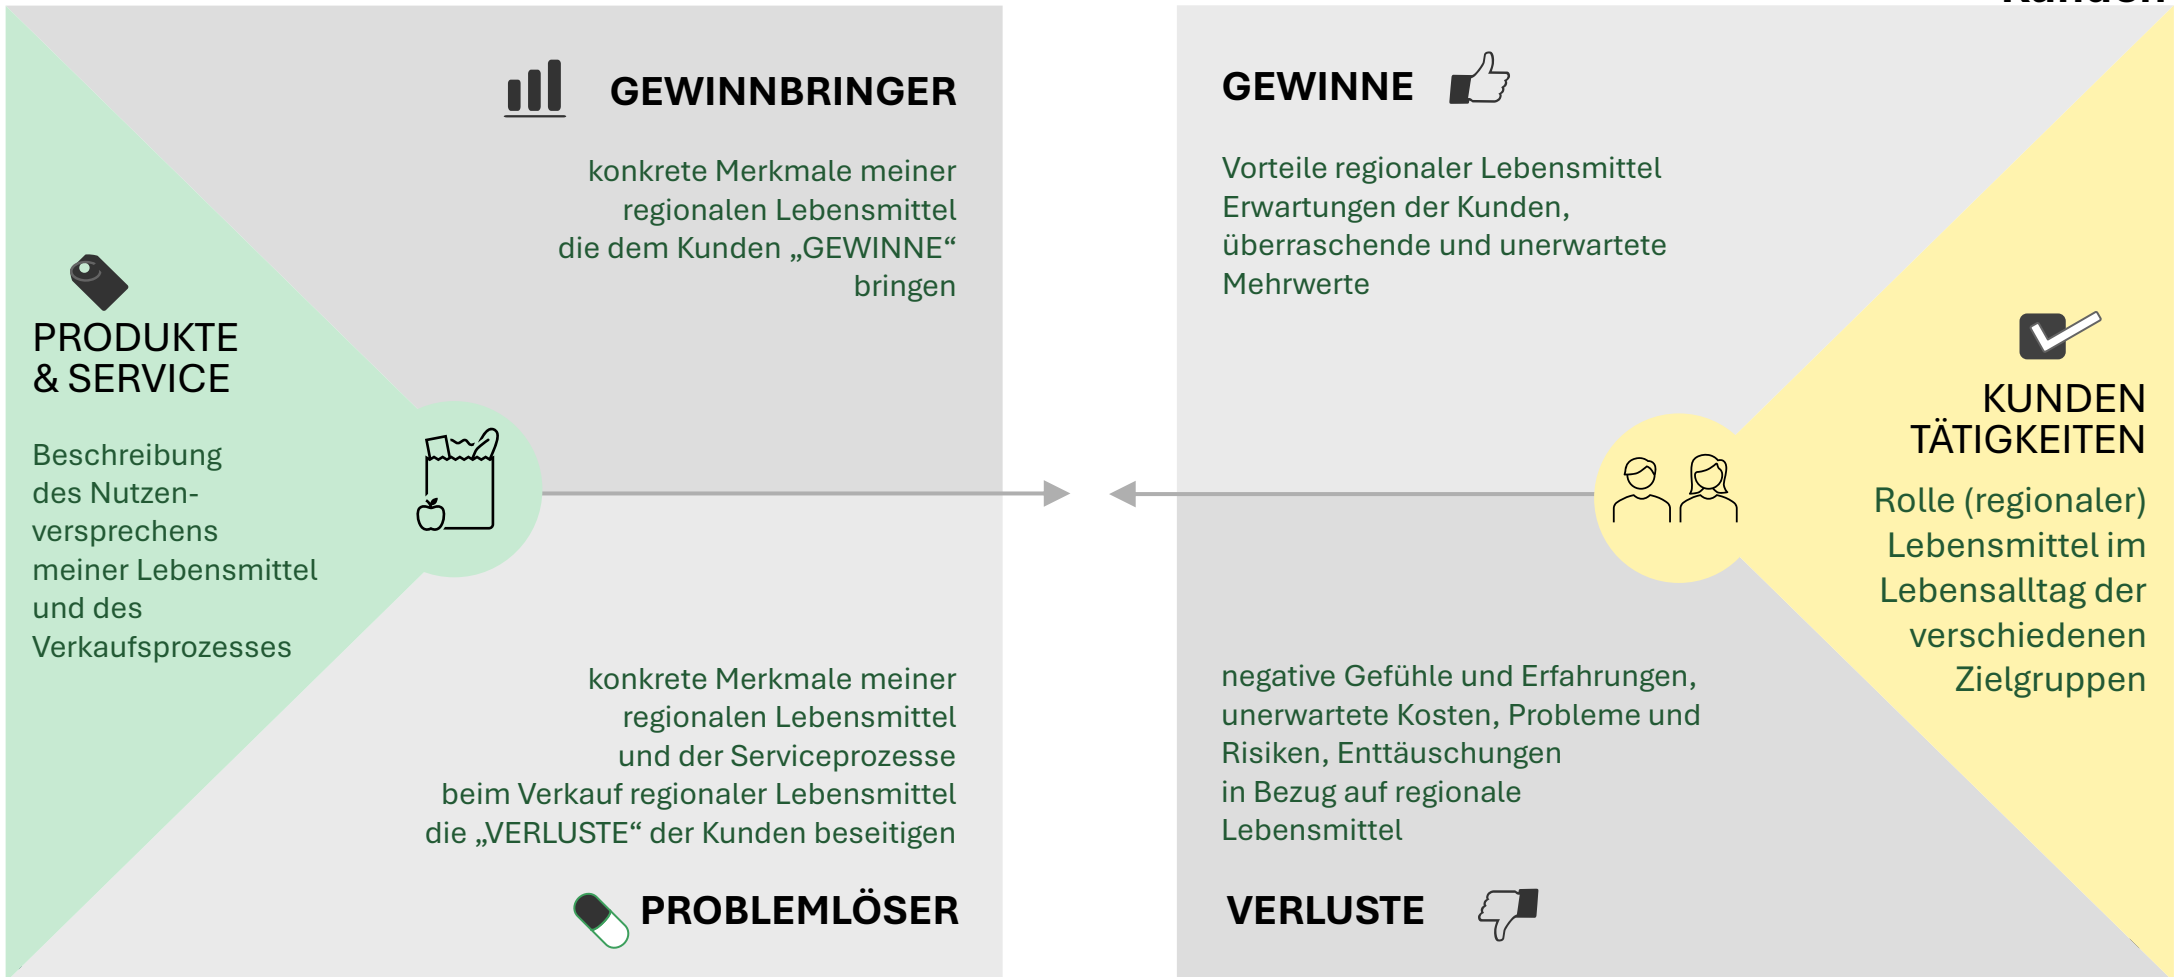 GEWINNBRINGER
konkrete Merkmale meiner
regionalen Lebensmittel
die dem Kunden „GEWINNE“
bringen
PRODUKTE
& SERVICE
Beschreibung
des Nutzen-
versprechens
meiner Lebensmittel
und des
Verkaufsprozesses
konkrete Merkmale meiner
regionalen Lebensmittel
und der Serviceprozesse
beim Verkauf regionaler Lebensmittel
die „VERLUSTE“ der Kunden beseitigen
PROBLEMLÖSER
GEWINNE
Vorteile regionaler Lebensmittel
Erwartungen der Kunden,
überraschende und unerwartete
Mehrwerte
KUNDEN
TÄTIGKEITEN
Rolle (regionaler)
Lebensmittel im
Lebensalltag der
verschiedenen
Zielgruppen
negative Gefühle und Erfahrungen,
unerwartete Kosten, Probleme und
Risiken, Enttäuschungen
in Bezug auf regionale
Lebensmittel
VERLUSTE